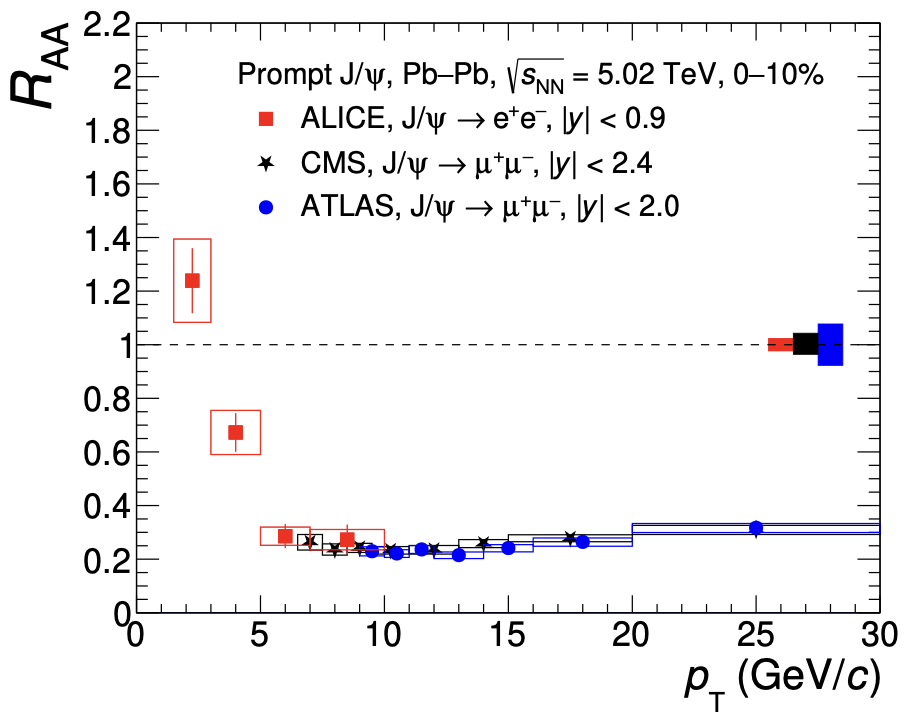 R_AA
Prompt J/ψ, Pb–Pb, √s_NN = 5.02 TeV, 0–10%
ALICE, J/ψ → e⁺e⁻, |y| < 0.9
CMS, J/ψ → μ⁺μ⁻, |y| < 2.4
ATLAS, J/ψ → μ⁺μ⁻, |y| < 2.0
2.2
2
1.8
1.6
1.4
1.2
1
0.8
0.6
0.4
0.2
0
0 5 10 15 20 25 30
p_T (GeV/c)